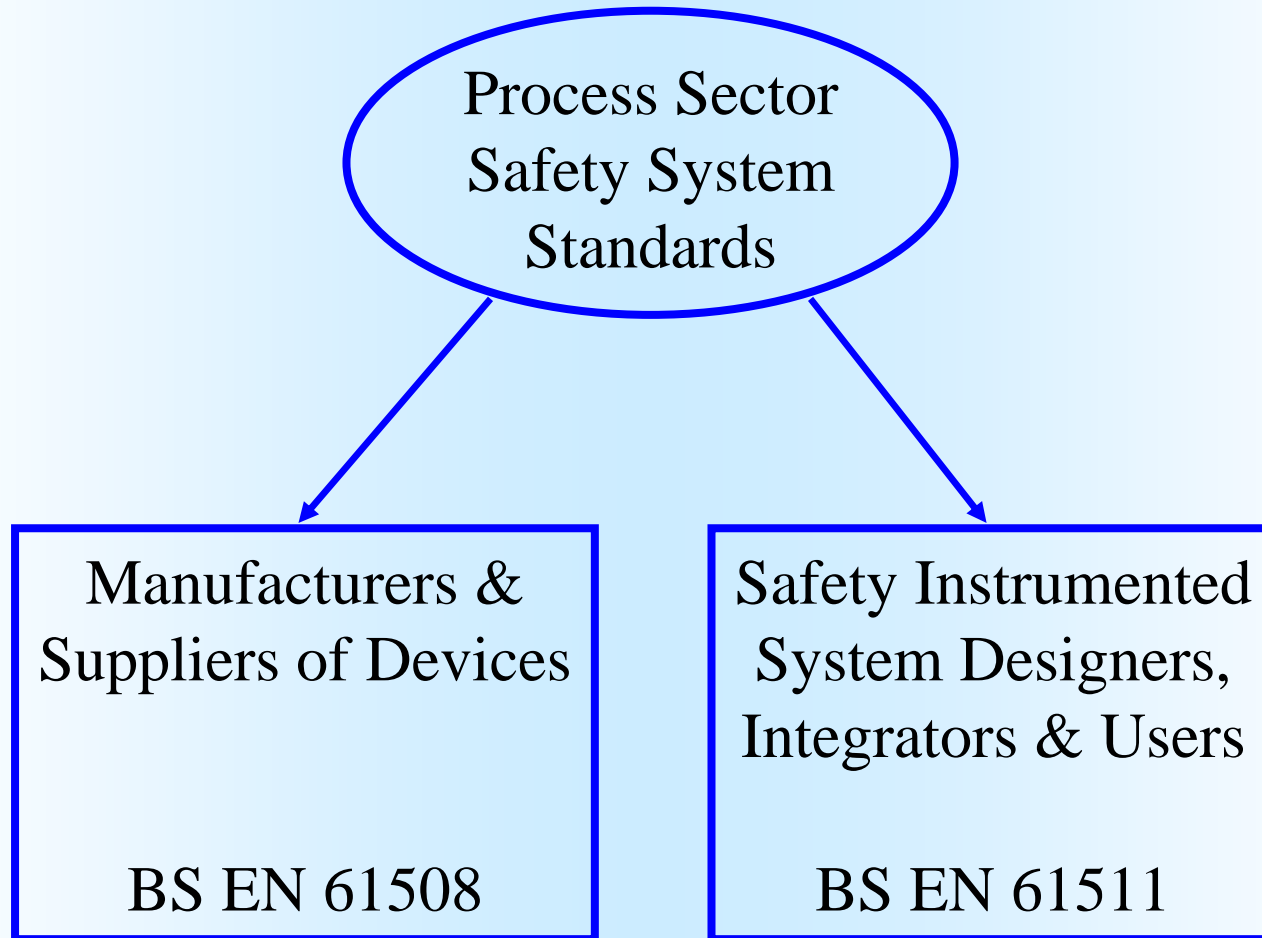 Process Sector
Safety System
Standards
Manufacturers &
Suppliers of Devices
BS EN 61508
Safety Instrumented
System Designers,
Integrators & Users
BS EN 61511